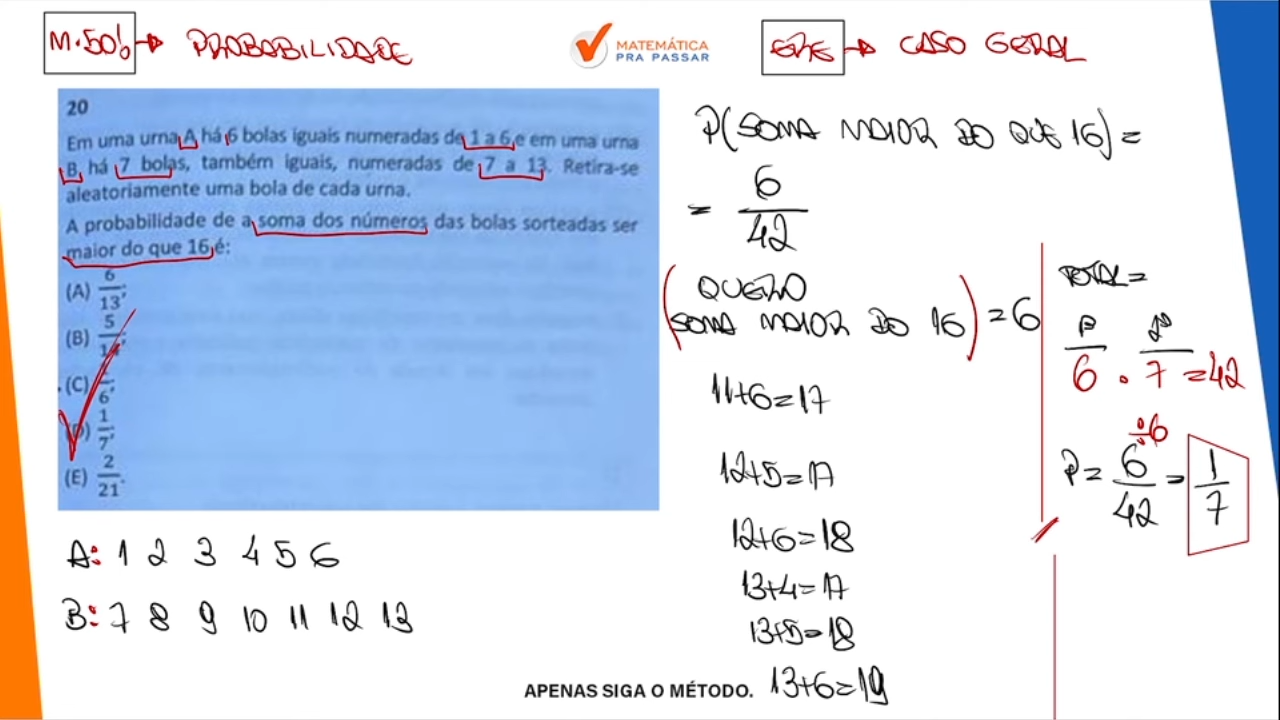 M.50% → PROBABILIDADE
MATEMÁTICA
PRA PASSAR
→ CASO GERAL
20
Em uma urna A há 6 bolas iguais numeradas de 1 a 6 e em uma urna
B, há 7 bolas, também iguais, numeradas de 7 a 13. Retira-se
aleatoriamente uma bola de cada urna.
A probabilidade de a soma dos números das bolas sorteadas ser
maior do que 16 é:
(A) 6/13;
(B) 5/
(C) /6;
(D) 1/7;
(E) 2/21.
A: 1 2 3 4 5 6
B: 7 8 9 10 11 12 13
P(SOMA MAIOR DO QUE 16) =
= 6/42
(QUERO
SOMA MAIOR DO 16) = 6
11+6=17
12+5=17
12+6=18
13+4=17
13+5=18
13+6=19
TOTAL=
6 . 7 = 42
÷6
P= 6/42 = 1/7
APENAS SIGA O MÉTODO.